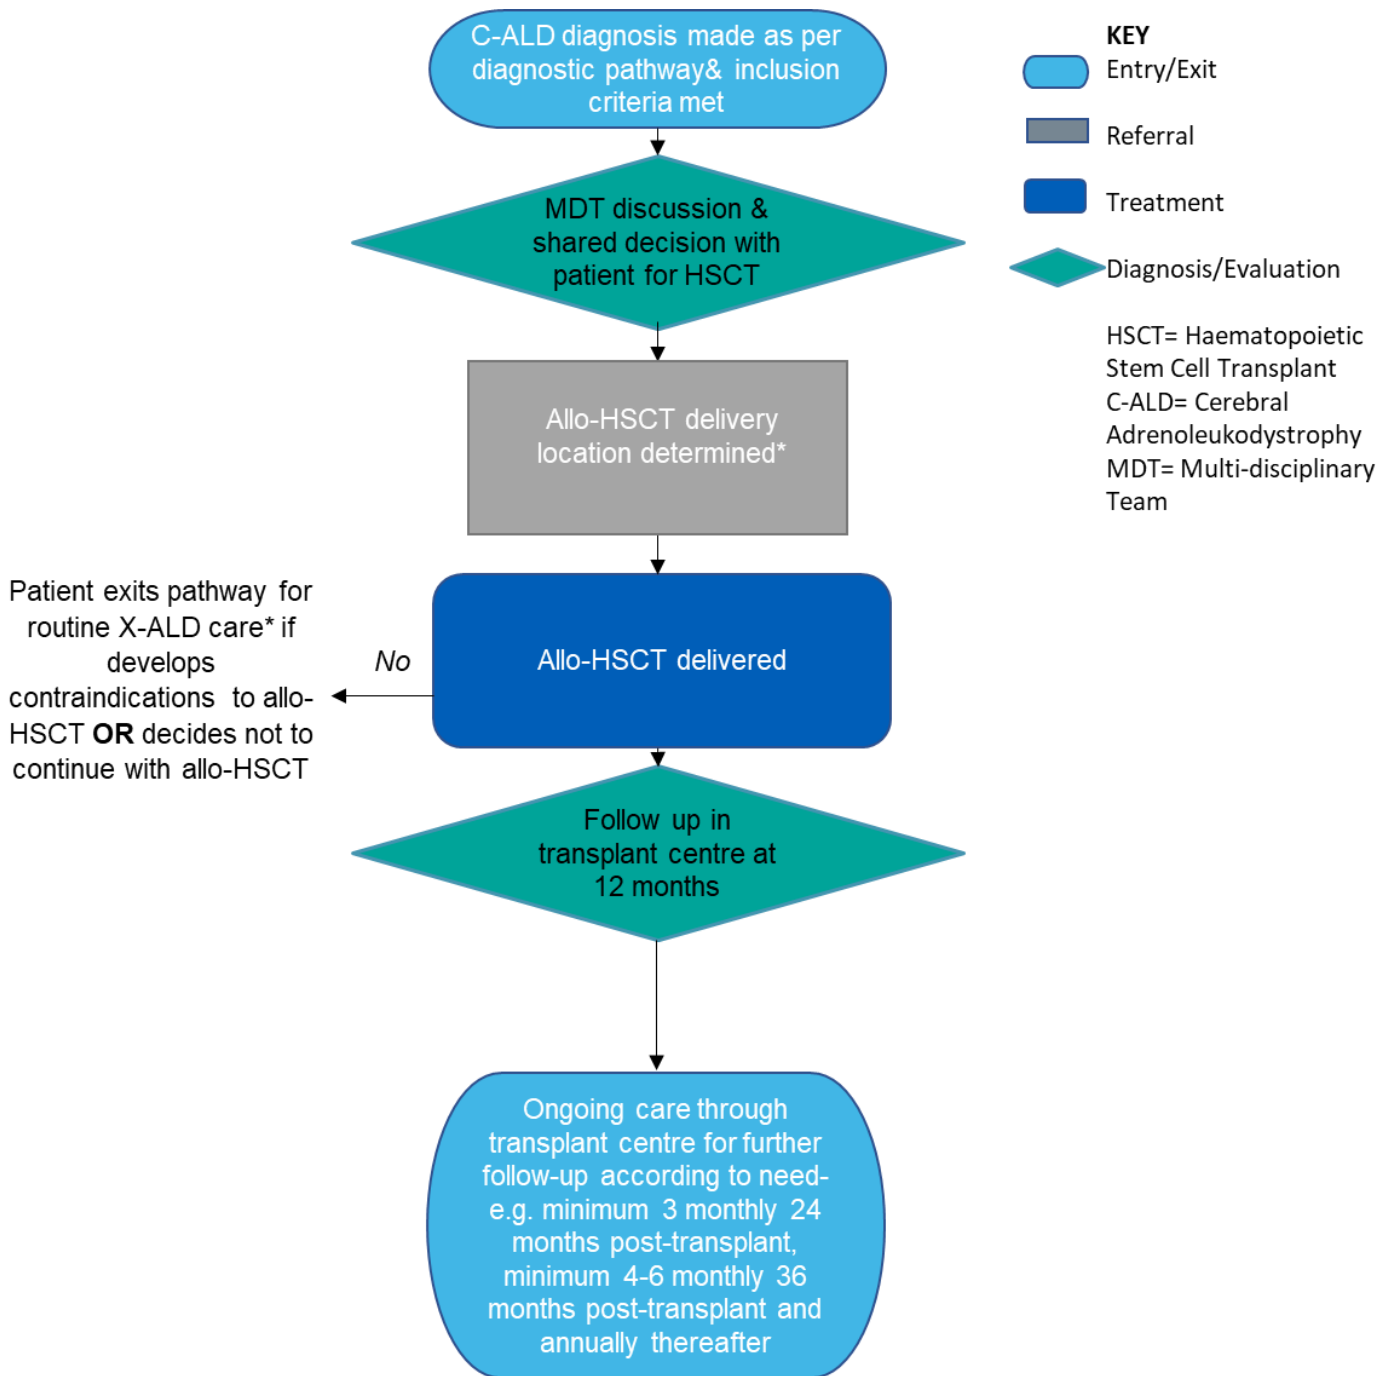 C-ALD diagnosis made as per
diagnostic pathway& inclusion
criteria met
MDT discussion &
shared decision with
patient for HSCT
Allo-HSCT delivery
location determined*
Allo-HSCT delivered
No
Patient exits pathway for
routine X-ALD care* if
develops
contraindications to allo-
HSCT OR decides not to
continue with allo-HSCT
Follow up in
transplant centre at
12 months
Ongoing care through
transplant centre for further
follow-up according to need-
e.g. minimum 3 monthly 24
months post-transplant,
minimum 4-6 monthly 36
months post-transplant and
annually thereafter
KEY
Entry/Exit
Referral
Treatment
Diagnosis/Evaluation
HSCT= Haematopoietic
Stem Cell Transplant
C-ALD= Cerebral
Adrenoleukodystrophy
MDT= Multi-disciplinary
Team